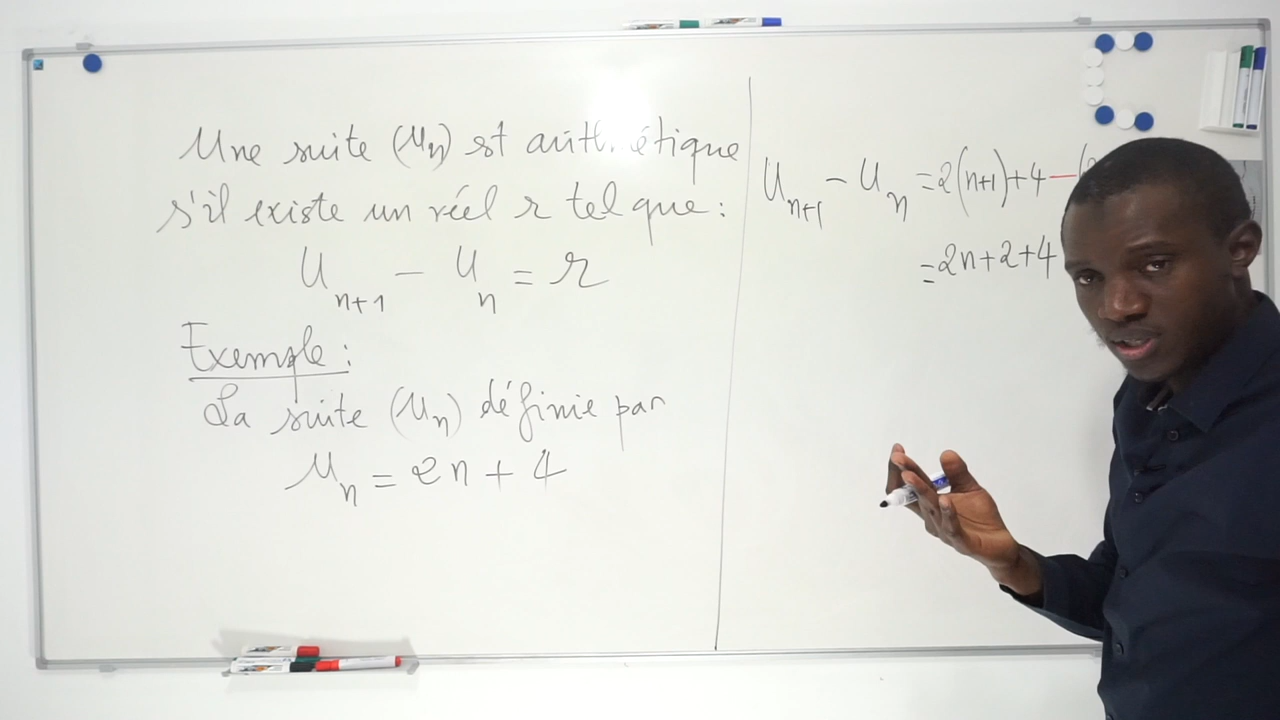 Une suite (Un) est arithmétique
s'il existe un réel r tel que :
Un+1 - Un = r
Exemple :
La suite (Un) définie par
Un = 2n + 4
Un+1 - Un = 2(n+1)+4-(
= 2n+2+4